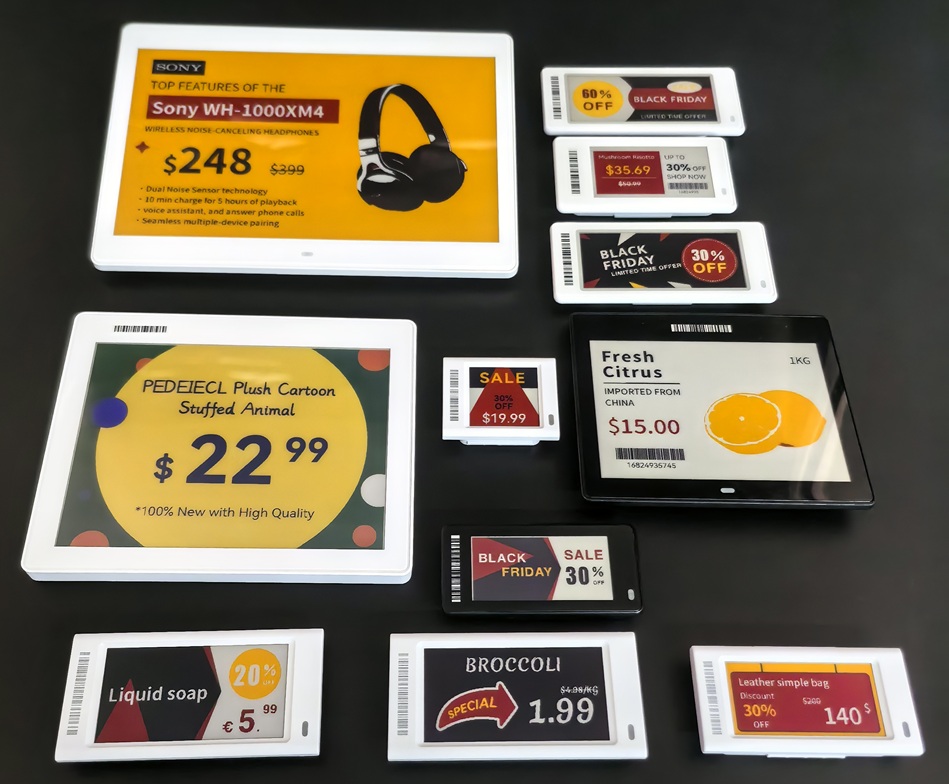 SONY
TOP FEATURES OF THE
Sony WH-1000XM4
WIRELESS NOISE-CANCELING HEADPHONES
$248 $399
· Dual Noise Sensor technology
· 10 min charge for 5 hours of playback
· voice assistant, and answer phone calls
· Seamless multiple-device pairing
60%
OFF
BLACK FRIDAY
LIMITED TIME OFFER
Mushroom Risotto
$35.69
$50.99
UP TO
30% OFF
SHOP NOW
BLACK
FRIDAY
LIMITED TIME OFFER
30%
OFF
PEDEIECL Plush Cartoon
Stuffed Animal
$ 22 99
*100% New with High Quality
SALE
30%
OFF
$19.99
Fresh
Citrus
1KG
IMPORTED FROM
CHINA
$15.00
16824935745
BLACK
FRIDAY
SALE
30%
OFF
Liquid soap
20%
OFF
€ 5. 99
BROCCOLI
SPECIAL
$4.98/KG
1.99
Leather simple bag
Discount
30%
OFF
$200
140 $